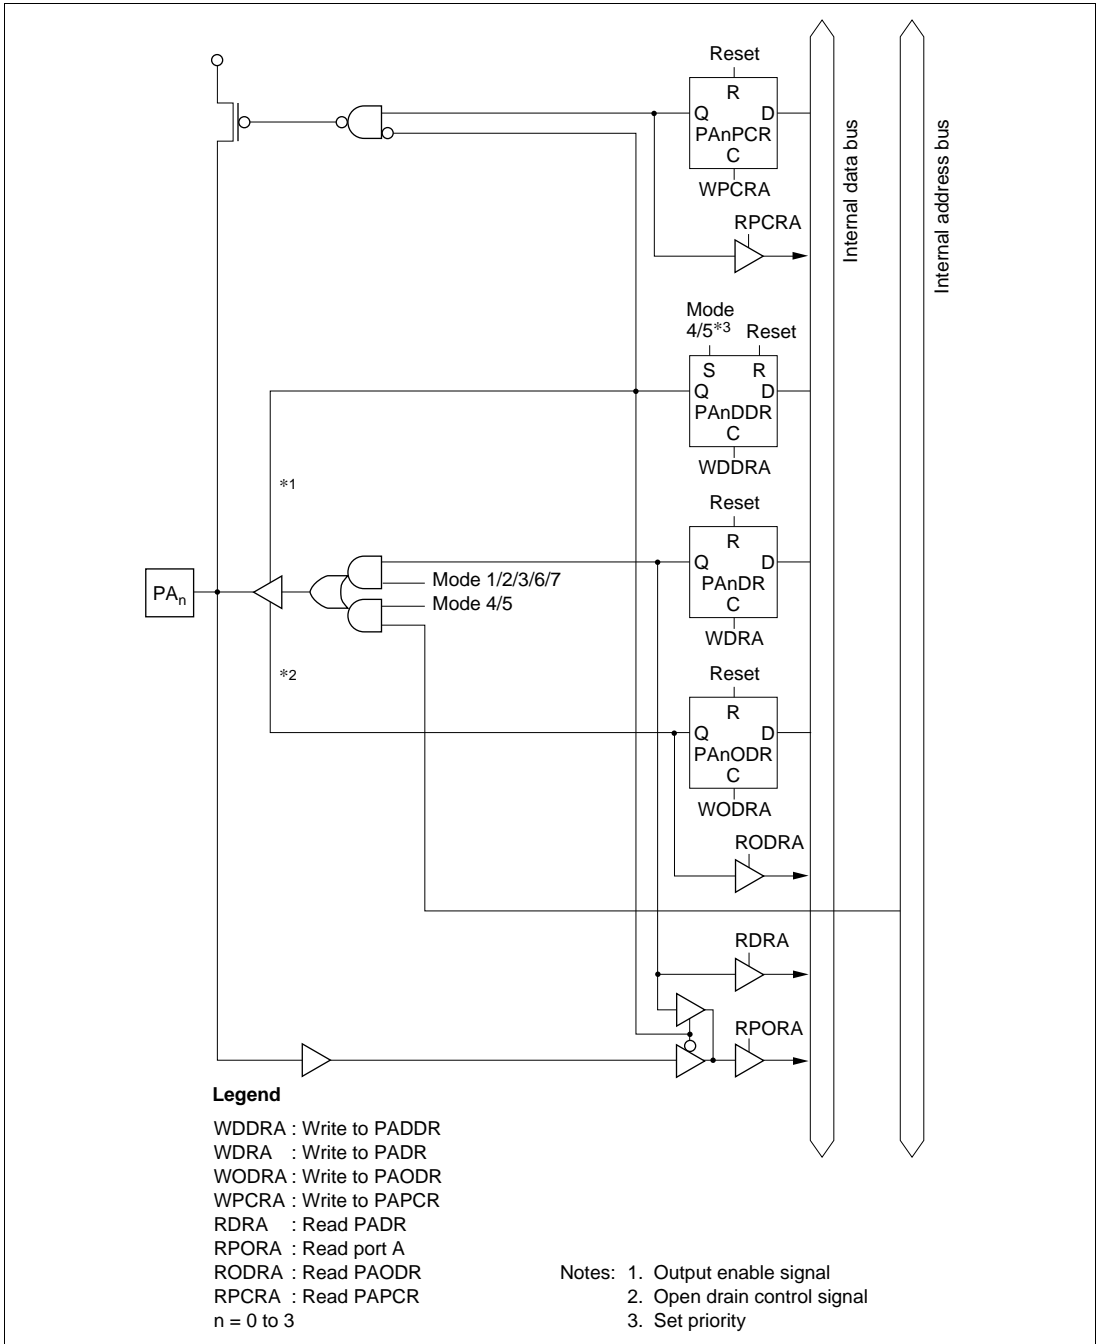 Reset
R
Q D
PAnPCR
C
WPCRA
RPCRA
Internal data bus
Internal address bus
Mode
4/5*3 Reset
S R
Q D
PAnDDR
C
WDDRA
*1
Reset
R
Q D
PAnDR
C
WDRA
Mode 1/2/3/6/7
Mode 4/5
PAn
*2
Reset
R
Q D
PAnODR
C
WODRA
RODRA
RDRA
RPORA
Legend
WDDRA : Write to PADDR
WDRA : Write to PADR
WODRA : Write to PAODR
WPCRA : Write to PAPCR
RDRA : Read PADR
RPORA : Read port A
RODRA : Read PAODR
RPCRA : Read PAPCR
n = 0 to 3
Notes: 1. Output enable signal
2. Open drain control signal
3. Set priority